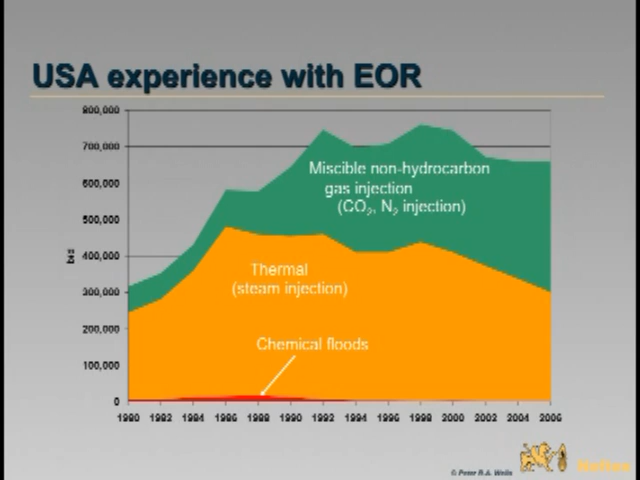 USA experience with EOR
800,000
700,000
600,000
500,000
400,000
300,000
200,000
100,000
0
Miscible non-hydrocarbon
gas injection
(CO₂, N₂ injection)
Thermal
(steam injection)
Chemical floods
1980 1982 1984 1986 1988 1990 1992 1994 1996 1998 2000 2002 2004 2006
© Peter R.A. Wells